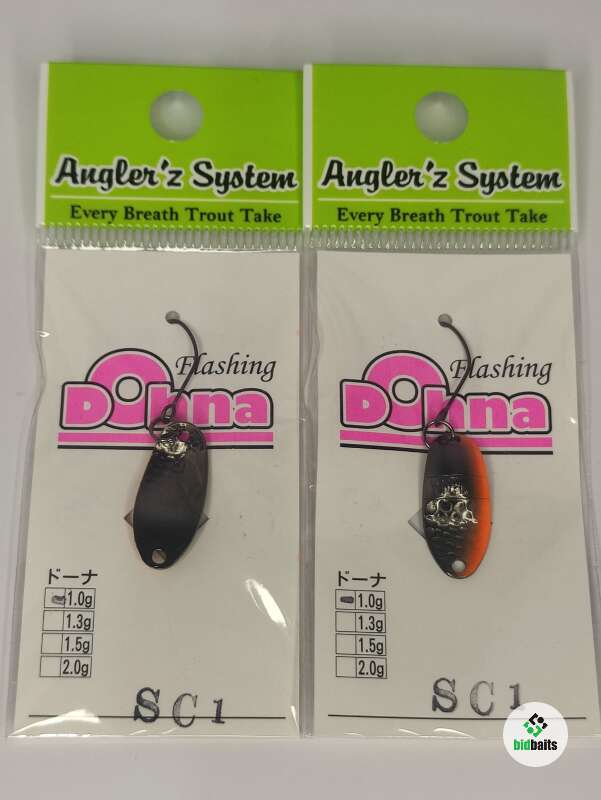 Angler'z System
Every Breath Trout Take
Flashing
Dohna
ドーナ
1.0g
1.3g
1.5g
2.0g
SC1
Angler'z System
Every Breath Trout Take
Flashing
Dohna
ドーナ
1.0g
1.3g
1.5g
2.0g
SC1
bidbaits